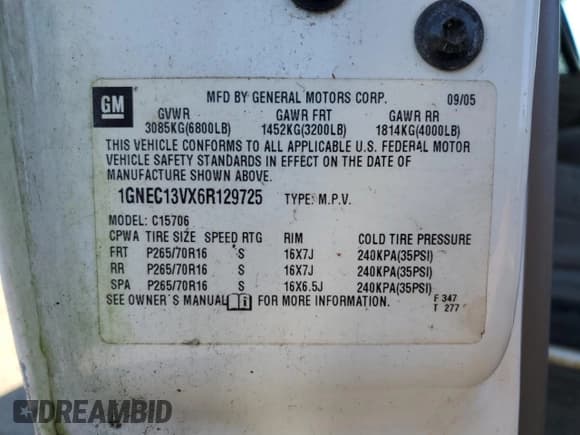 GM
MFD BY GENERAL MOTORS CORP. 09/05
GVWR GAWR FRT GAWR RR
3085KG(6800LB) 1452KG(3200LB) 1814KG(4000LB)
THIS VEHICLE CONFORMS TO ALL APPLICABLE U.S. FEDERAL MOTOR
VEHICLE SAFETY STANDARDS IN EFFECT ON THE DATE OF
MANUFACTURE SHOWN ABOVE.
1GNEC13VX6R129725 TYPE: M.P.V.
MODEL: C15706
CPWA TIRE SIZE SPEED RTG RIM COLD TIRE PRESSURE
FRT P265/70R16 S 16X7J 240KPA(35PSI)
RR P265/70R16 S 16X7J 240KPA(35PSI)
SPA P265/70R16 S 16X6.5J 240KPA(35PSI)
SEE OWNER'S MANUAL FOR MORE INFORMATION.
F 347
T 277
DREAMBID